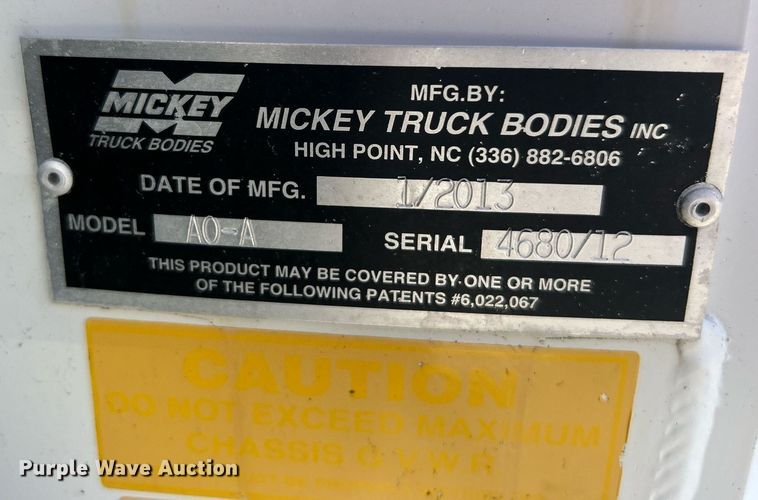 MICKEY
TRUCK BODIES
MFG.BY:
MICKEY TRUCK BODIES INC
HIGH POINT, NC (336) 882-6806
DATE OF MFG. 1/2013
MODEL AO-A SERIAL 4680/12
THIS PRODUCT MAY BE COVERED BY ONE OR MORE
OF THE FOLLOWING PATENTS #6,022,067
CAUTION
DO NOT EXCEED MAXIMUM
CHASSIS G.V.W.R.
Purple Wave Auction